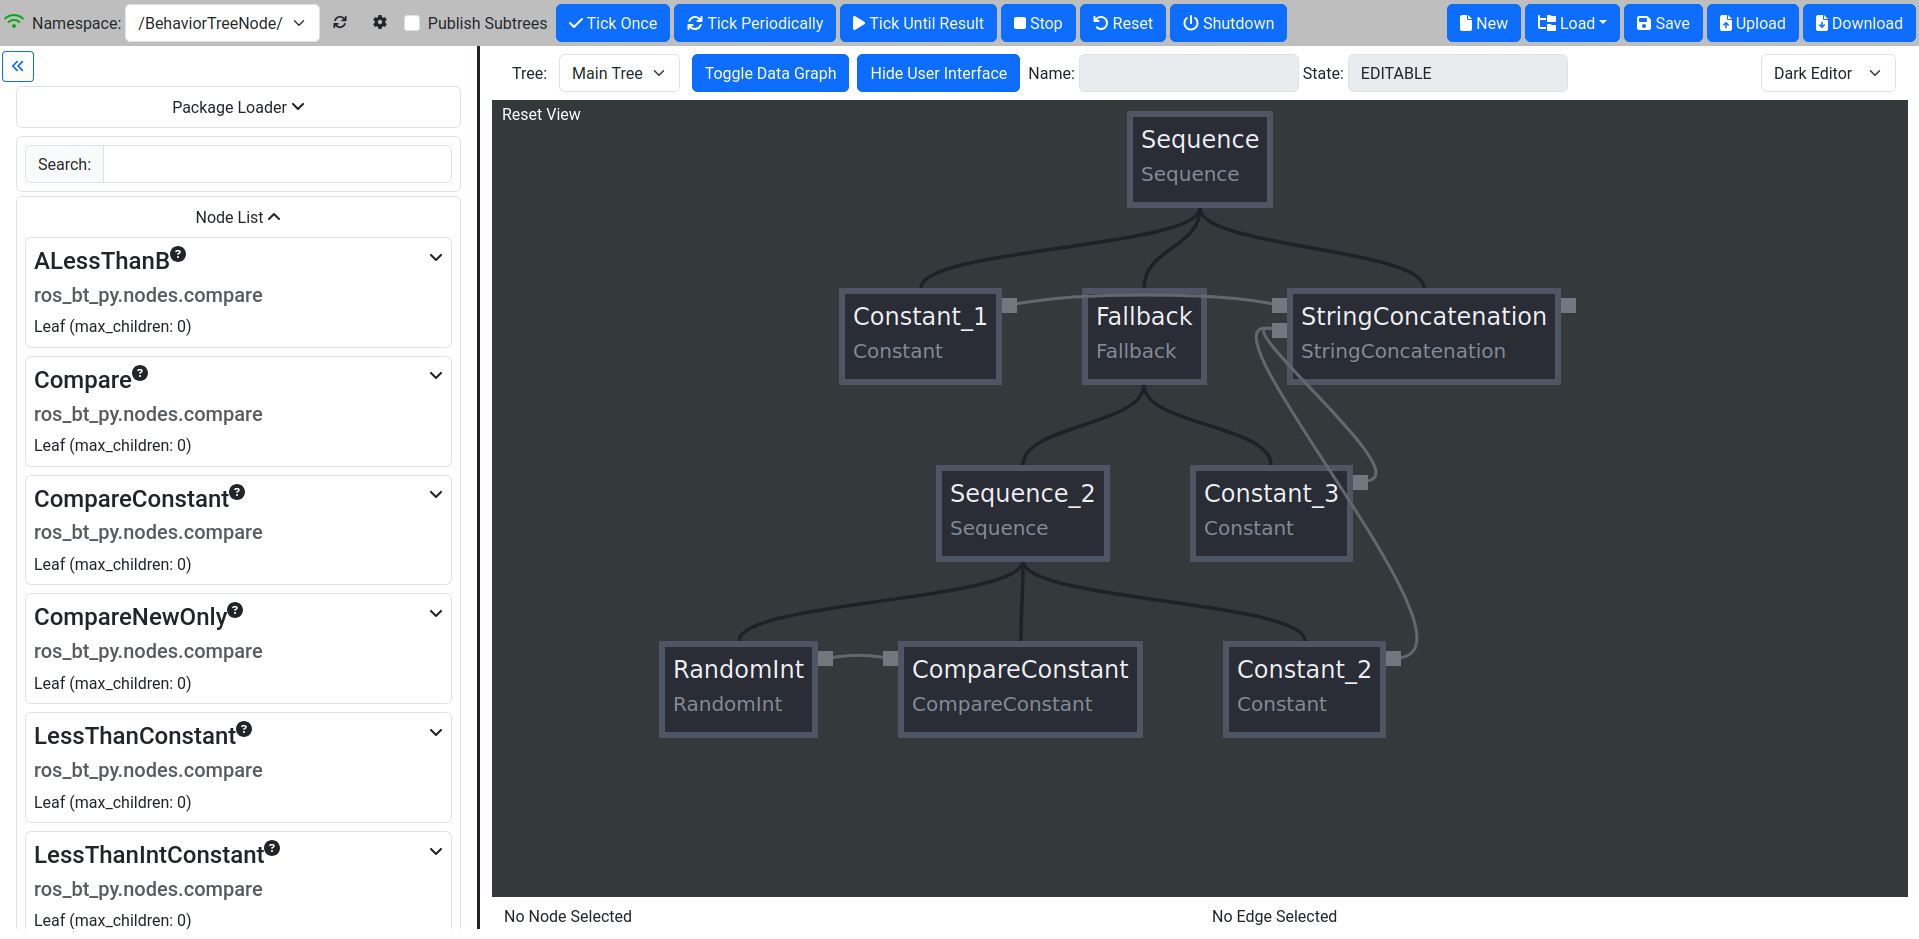 Namespace: /BehaviorTreeNode/ Publish Subtrees Tick Once Tick Periodically Tick Until Result Stop Reset Shutdown New Load Save Upload Download
Package Loader
Search:
Node List
ALessThanB?
ros_bt_py.nodes.compare
Leaf (max_children: 0)
Compare?
ros_bt_py.nodes.compare
Leaf (max_children: 0)
CompareConstant?
ros_bt_py.nodes.compare
Leaf (max_children: 0)
CompareNewOnly?
ros_bt_py.nodes.compare
Leaf (max_children: 0)
LessThanConstant?
ros_bt_py.nodes.compare
Leaf (max_children: 0)
LessThanIntConstant?
ros_bt_py.nodes.compare
Leaf (max_children: 0)
Tree: Main Tree Toggle Data Graph Hide User Interface Name: State: EDITABLE Dark Editor
Reset View
Sequence
Sequence
Constant_1
Constant
Fallback
Fallback
StringConcatenation
StringConcatenation
Sequence_2
Sequence
Constant_3
Constant
RandomInt
RandomInt
CompareConstant
CompareConstant
Constant_2
Constant
No Node Selected
No Edge Selected